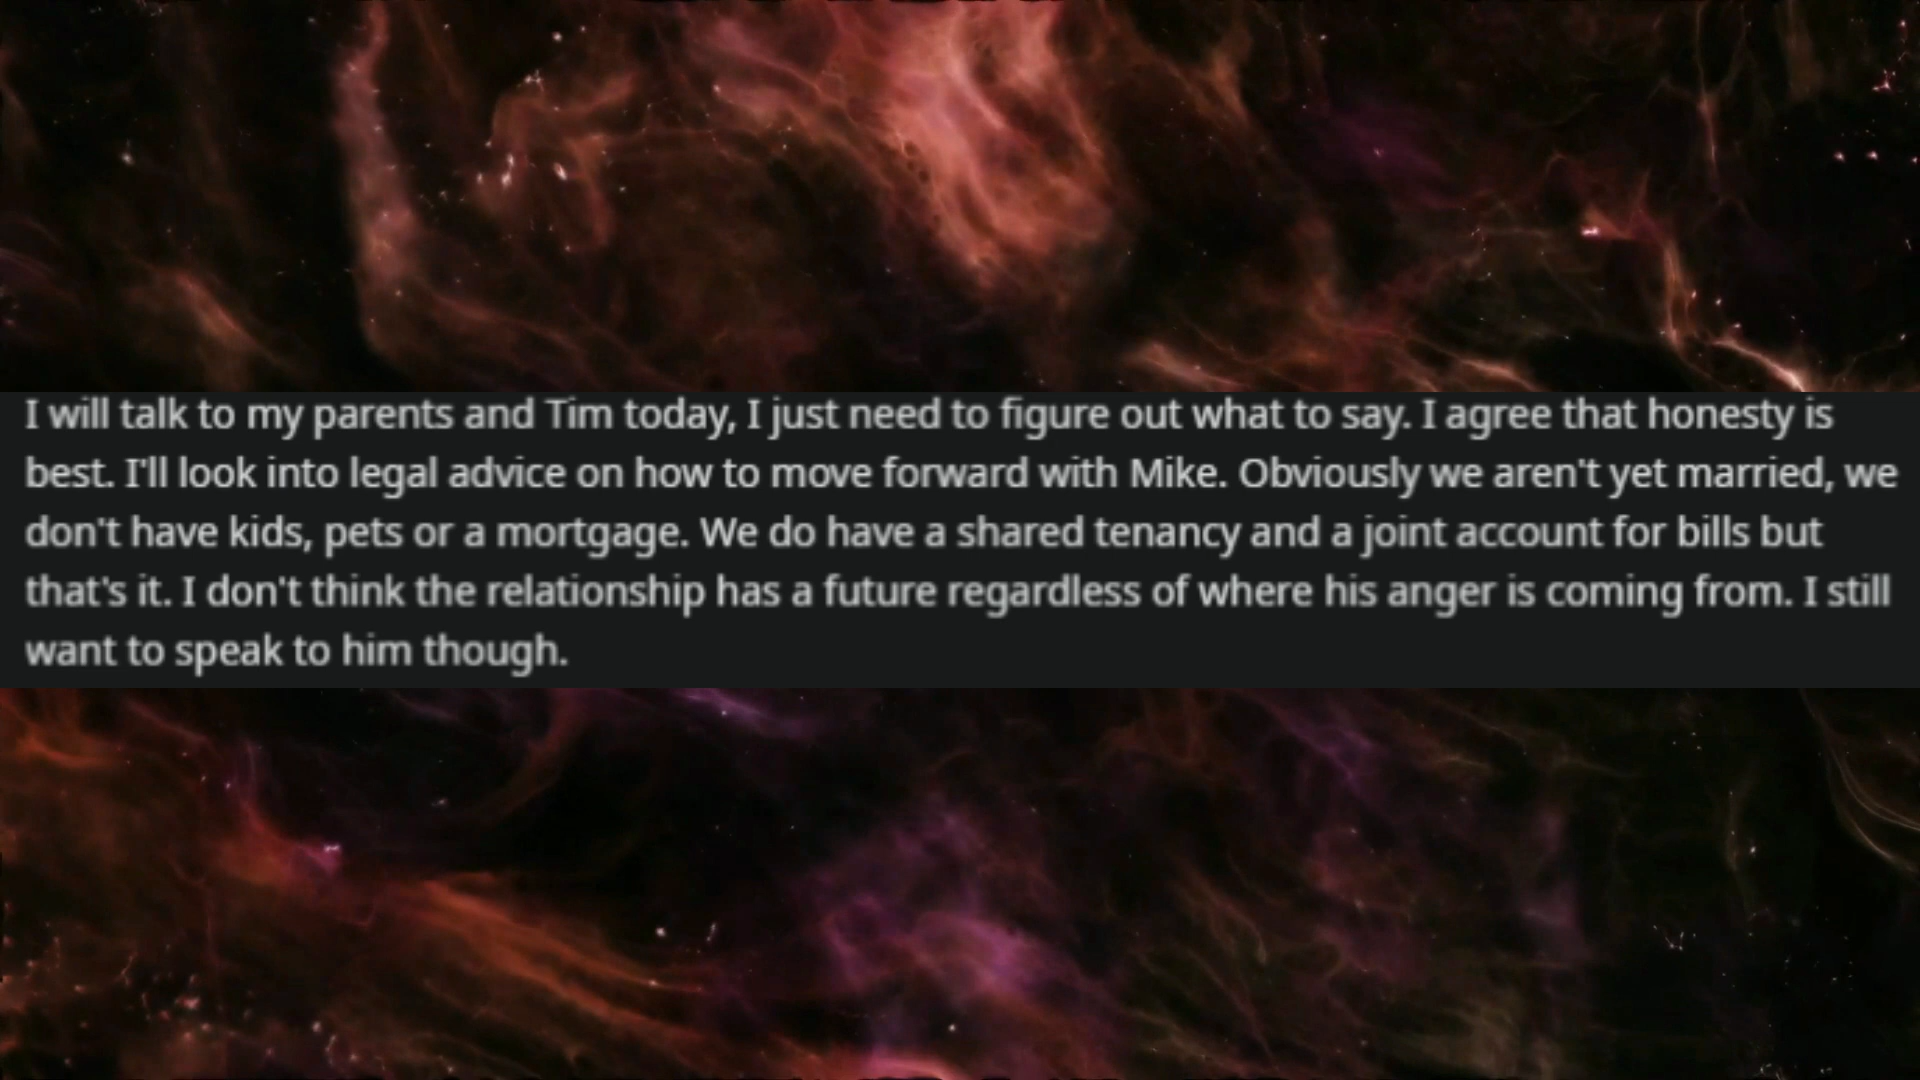 I will talk to my parents and Tim today, I just need to figure out what to say. I agree that honesty is
best. I'll look into legal advice on how to move forward with Mike. Obviously we aren't yet married, we
don't have kids, pets or a mortgage. We do have a shared tenancy and a joint account for bills but
that's it. I don't think the relationship has a future regardless of where his anger is coming from. I still
want to speak to him though.